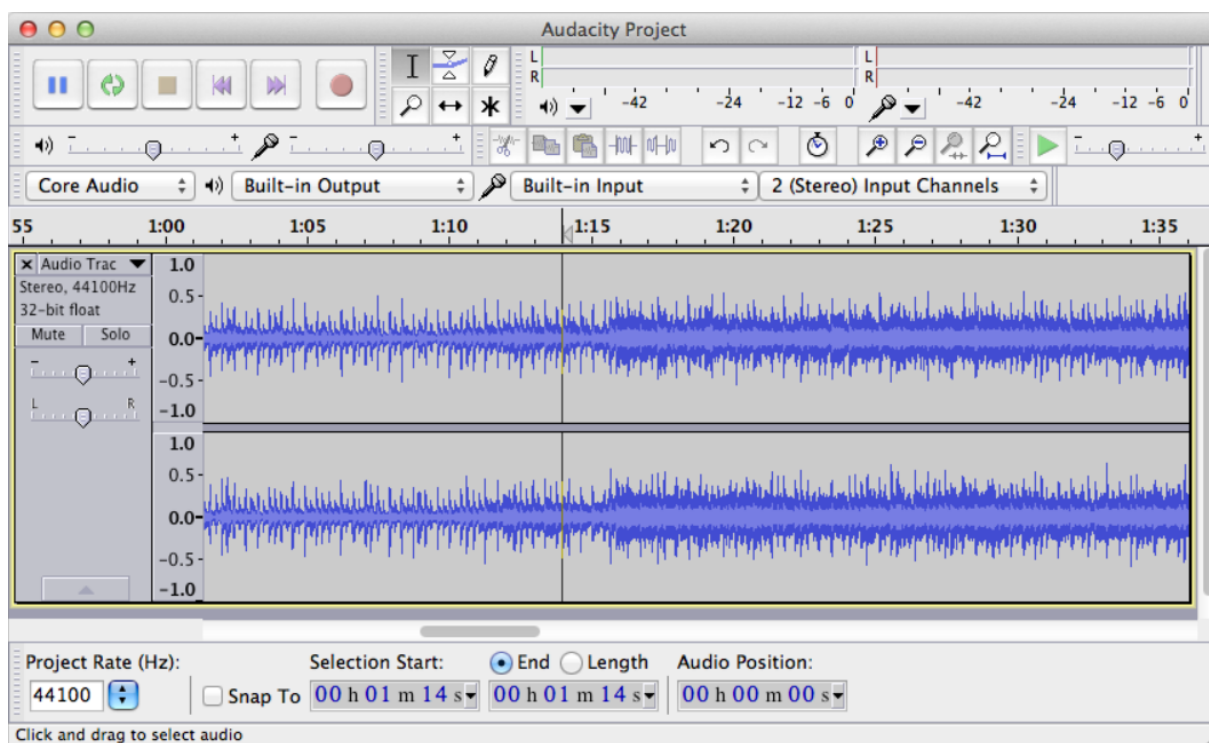 Audacity Project
L
R
-42 -24 -12 -6 0
L
R
-42 -24 -12 -6 0
- +
- +
- +
Core Audio
Built-in Output
Built-in Input
2 (Stereo) Input Channels
55 1:00 1:05 1:10 1:15 1:20 1:25 1:30 1:35
Audio Trac
Stereo, 44100Hz
32-bit float
Mute Solo
- +
L R
1.0
0.5
0.0
-0.5
-1.0
1.0
0.5
0.0
-0.5
-1.0
Project Rate (Hz):
44100
Snap To
Selection Start:
00 h 01 m 14 s
End Length
00 h 01 m 14 s
Audio Position:
00 h 00 m 00 s
Click and drag to select audio